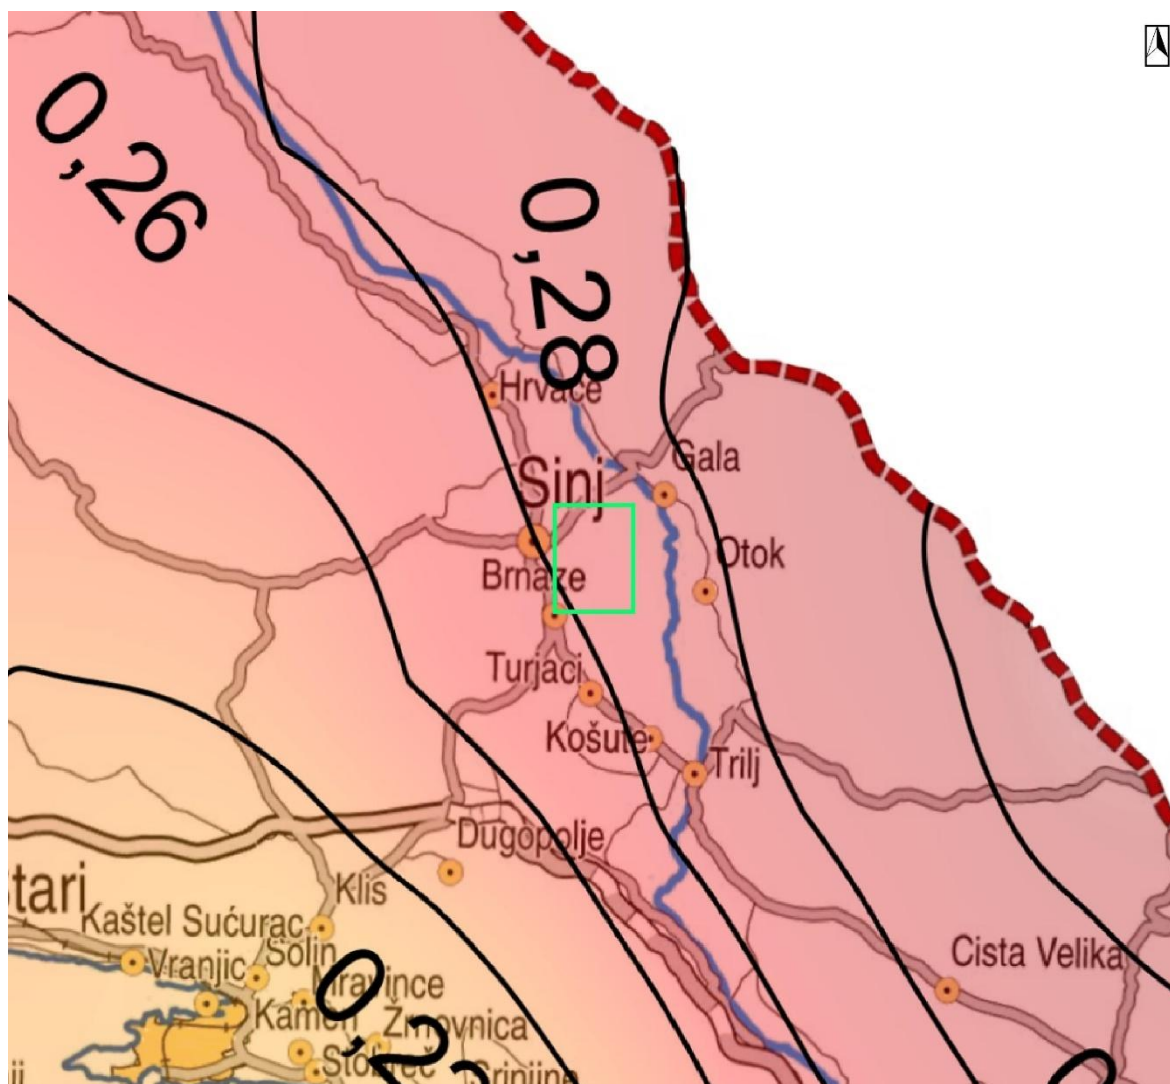 0,26
0,28
Hrvace
Gala
Sinj
Otok
Brnaze
Turjaci
Košute
Trilj
Dugopolje
Klis
Kaštel Sućurac
Solin
Cista Velika
Vranjic
Mravince
Kamen
Žrnovnica
Stobreč